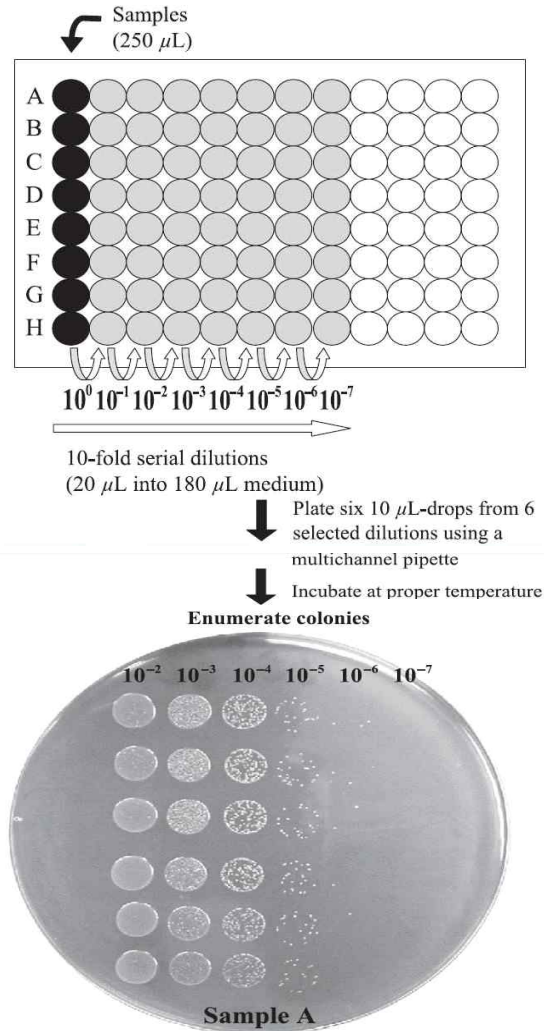 Samples
(250 μL)
A
B
C
D
E
F
G
H
10⁰ 10⁻¹ 10⁻² 10⁻³ 10⁻⁴ 10⁻⁵ 10⁻⁶ 10⁻⁷
10-fold serial dilutions
(20 μL into 180 μL medium)
Plate six 10 μL-drops from 6
selected dilutions using a
multichannel pipette
Incubate at proper temperature
Enumerate colonies
10⁻² 10⁻³ 10⁻⁴ 10⁻⁵ 10⁻⁶ 10⁻⁷
Sample A